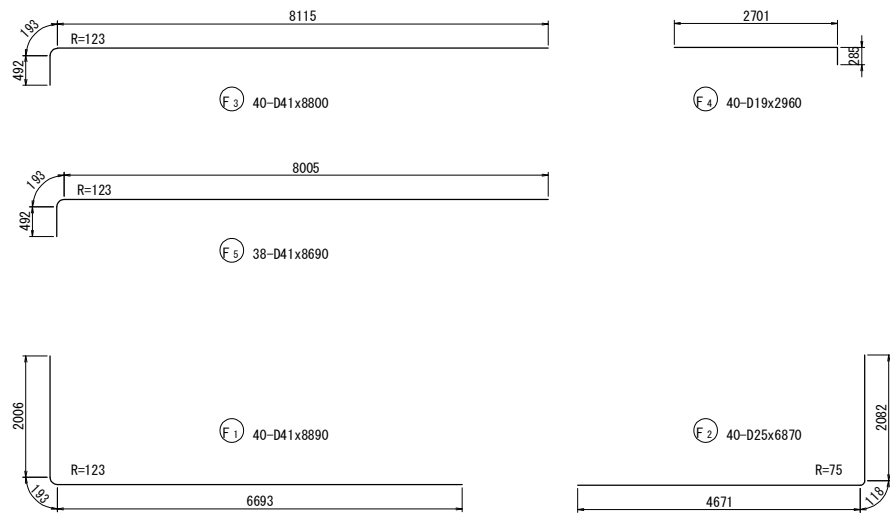 8115
193
R=123
492
F3 40-D41x8800
2701
285
F4 40-D19x2960
8005
193
R=123
492
F5 38-D41x8690
2006
F1 40-D41x8890
R=123
193
6693
2082
F2 40-D25x6870
R=75
118
4671